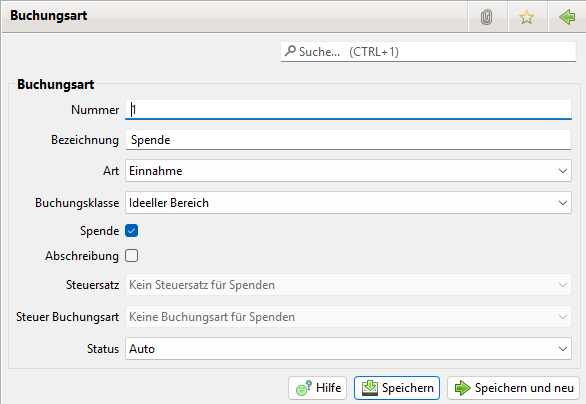 Buchungsart
Suche... (CTRL+1)
Buchungsart
Nummer 1
Bezeichnung Spende
Art Einnahme
Buchungsklasse Ideeller Bereich
Spende
Abschreibung
Steuersatz Kein Steuersatz für Spenden
Steuer Buchungsart Keine Buchungsart für Spenden
Status Auto
Hilfe Speichern Speichern und neu